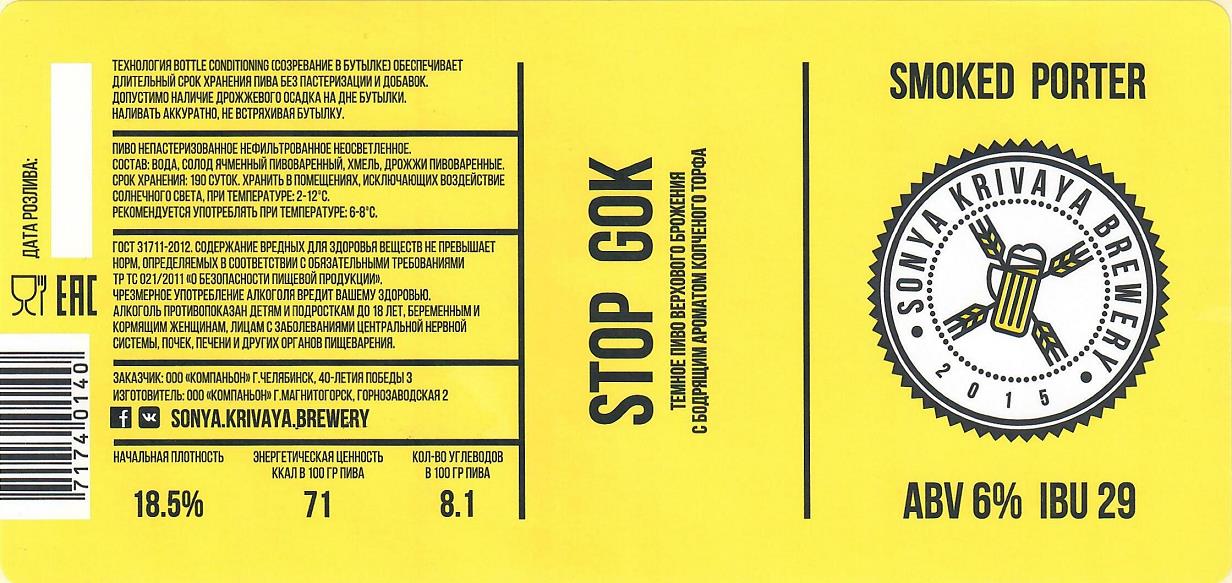 ТЕХНОЛОГИЯ BOTTLE CONDITIONING (СОЗРЕВАНИЕ В БУТЫЛКЕ) ОБЕСПЕЧИВАЕТ
ДЛИТЕЛЬНЫЙ СРОК ХРАНЕНИЯ ПИВА БЕЗ ПАСТЕРИЗАЦИИ И ДОБАВОК.
ДОПУСТИМО НАЛИЧИЕ ДРОЖЖЕВОГО ОСАДКА НА ДНЕ БУТЫЛКИ.
НАЛИВАТЬ АККУРАТНО, НЕ ВСТРЯХИВАЯ БУТЫЛКУ.
ПИВО НЕПАСТЕРИЗОВАННОЕ НЕФИЛЬТРОВАННОЕ НЕОСВЕТЛЕННОЕ.
СОСТАВ: ВОДА, СОЛОД ЯЧМЕННЫЙ ПИВОВАРЕННЫЙ, ХМЕЛЬ, ДРОЖЖИ ПИВОВАРЕННЫЕ.
СРОК ХРАНЕНИЯ: 190 СУТОК. ХРАНИТЬ В ПОМЕЩЕНИЯХ, ИСКЛЮЧАЮЩИХ ВОЗДЕЙСТВИЕ
СОЛНЕЧНОГО СВЕТА, ПРИ ТЕМПЕРАТУРЕ: 2-12°С.
РЕКОМЕНДУЕТСЯ УПОТРЕБЛЯТЬ ПРИ ТЕМПЕРАТУРЕ: 6-8°С.
ГОСТ 31711-2012. СОДЕРЖАНИЕ ВРЕДНЫХ ДЛЯ ЗДОРОВЬЯ ВЕЩЕСТВ НЕ ПРЕВЫШАЕТ
НОРМ, ОПРЕДЕЛЯЕМЫХ В СООТВЕТСТВИИ С ОБЯЗАТЕЛЬНЫМИ ТРЕБОВАНИЯМИ
ТР ТС 021/2011 «О БЕЗОПАСНОСТИ ПИЩЕВОЙ ПРОДУКЦИИ».
ЧРЕЗМЕРНОЕ УПОТРЕБЛЕНИЕ АЛКОГОЛЯ ВРЕДИТ ВАШЕМУ ЗДОРОВЬЮ.
АЛКОГОЛЬ ПРОТИВОПОКАЗАН ДЕТЯМ И ПОДРОСТКАМ ДО 18 ЛЕТ, БЕРЕМЕННЫМ И
КОРМЯЩИМ ЖЕНЩИНАМ, ЛИЦАМ С ЗАБОЛЕВАНИЯМИ ЦЕНТРАЛЬНОЙ НЕРВНОЙ
СИСТЕМЫ, ПОЧЕК, ПЕЧЕНИ И ДРУГИХ ОРГАНОВ ПИЩЕВАРЕНИЯ.
ЗАКАЗЧИК: ООО «КОМПАНЬОН» Г.ЧЕЛЯБИНСК, 40-ЛЕТИЯ ПОБЕДЫ 3
ИЗГОТОВИТЕЛЬ: ООО «КОМПАНЬОН» Г.МАГНИТОГОРСК, ГОРНОЗАВОДСКАЯ 2
SONYA.KRIVAYA.BREWERY
НАЧАЛЬНАЯ ПЛОТНОСТЬ
18.5%
ЭНЕРГЕТИЧЕСКАЯ ЦЕННОСТЬ
ККАЛ В 100 ГР ПИВА
71
КОЛ-ВО УГЛЕВОДОВ
В 100 ГР ПИВА
8.1
ДАТА РОЗЛИВА:
EAC
71740140
STOP GOK
ТЕМНОЕ ПИВО ВЕРХОВОГО БРОЖЕНИЯ
С БОДРЯЩИМ АРОМАТОМ КОПЧЕНОГО ТОРФА
SMOKED PORTER
SONYA KRIVAYA BREWERY
2015
ABV 6% IBU 29